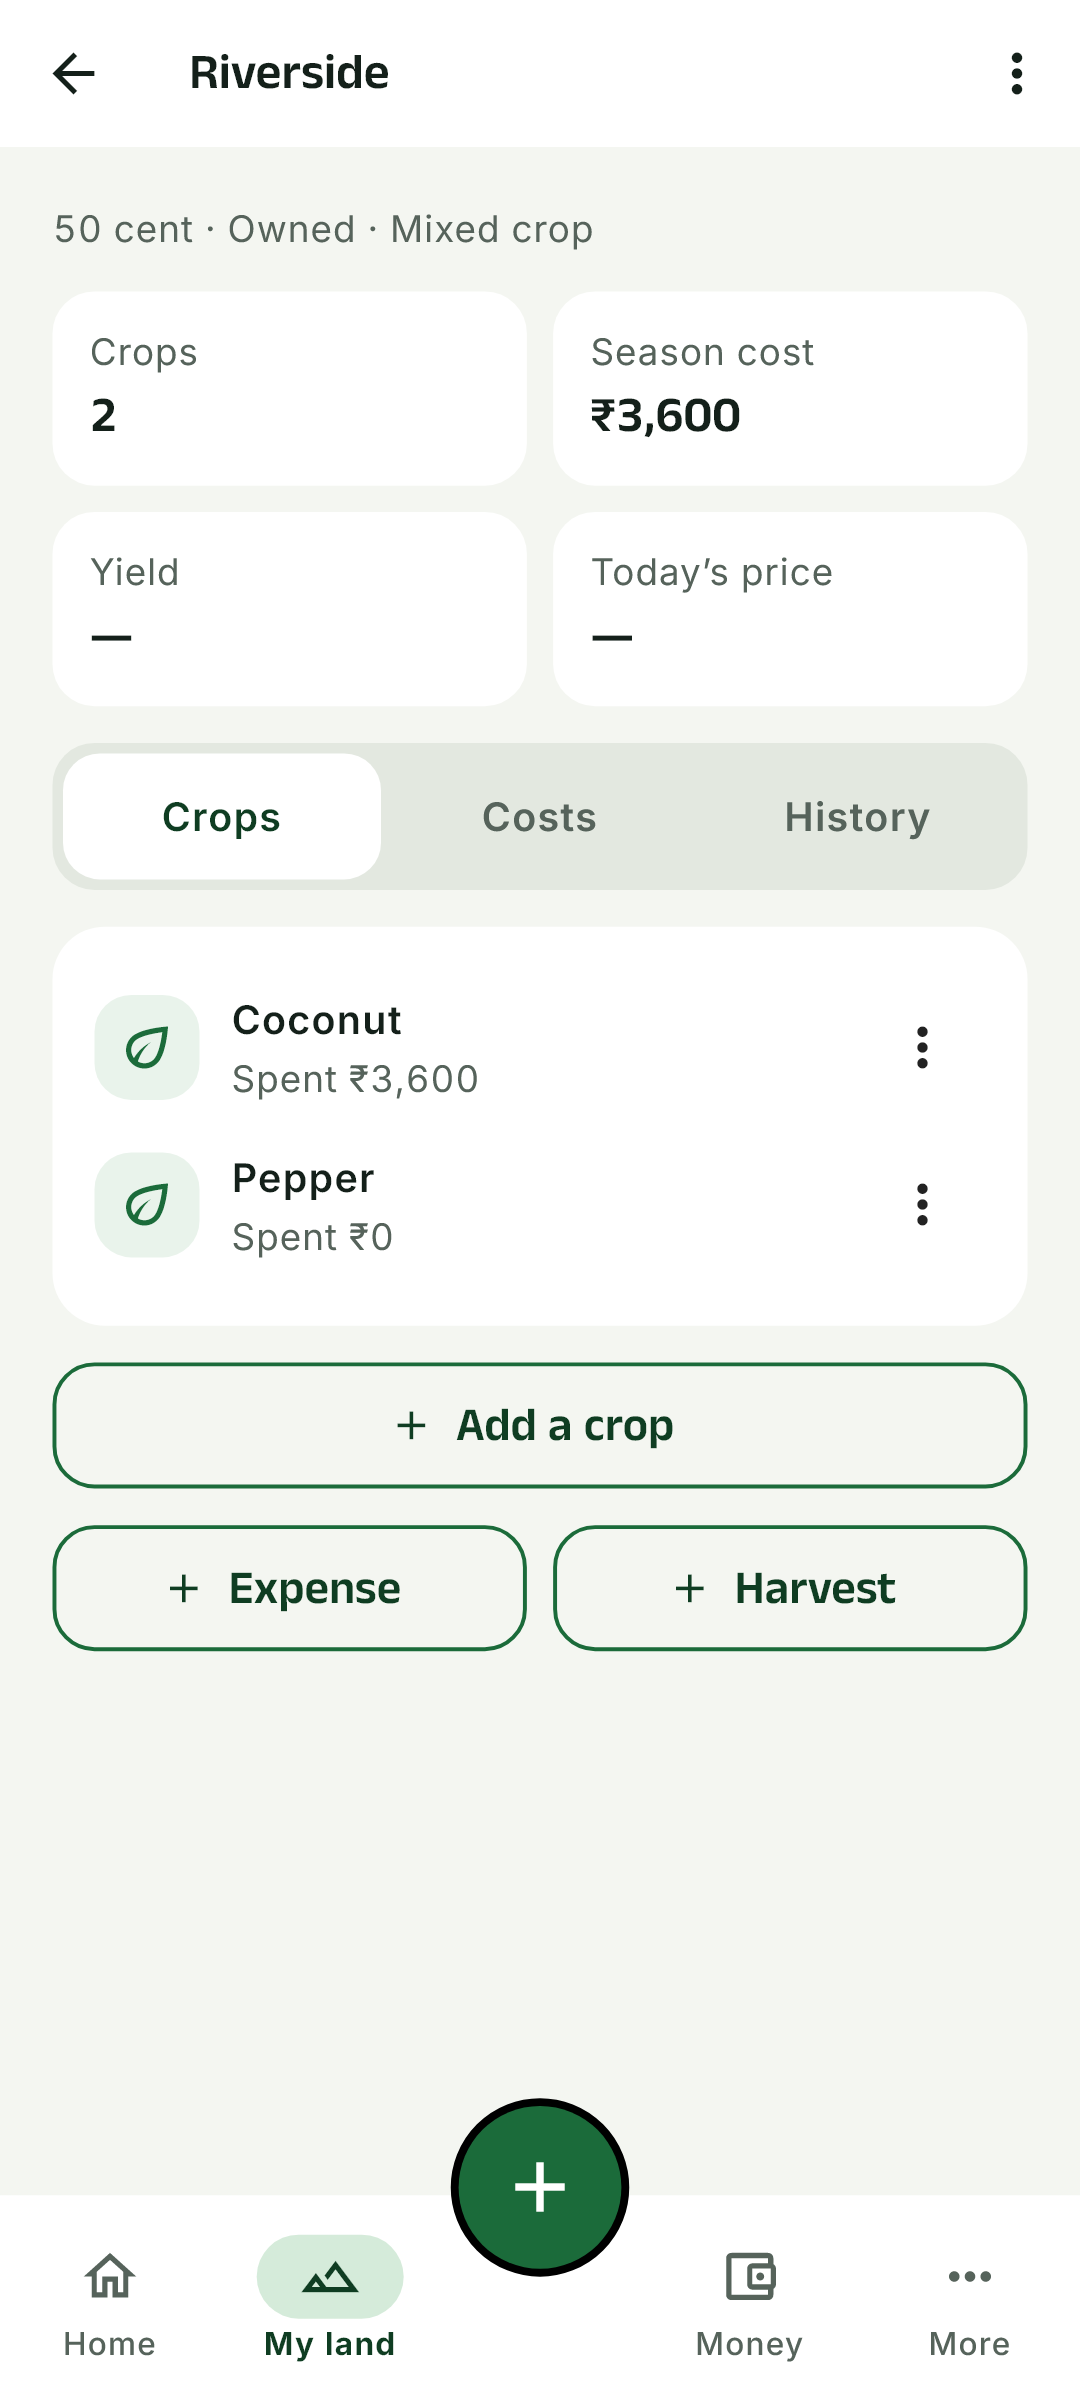 Riverside
50 cent · Owned · Mixed crop
Crops
2
Season cost
₹3,600
Yield
—
Today’s price
—
Crops
Costs
History
Coconut
Spent ₹3,600
Pepper
Spent ₹0
+ Add a crop
+ Expense
+ Harvest
Home
My land
Money
More